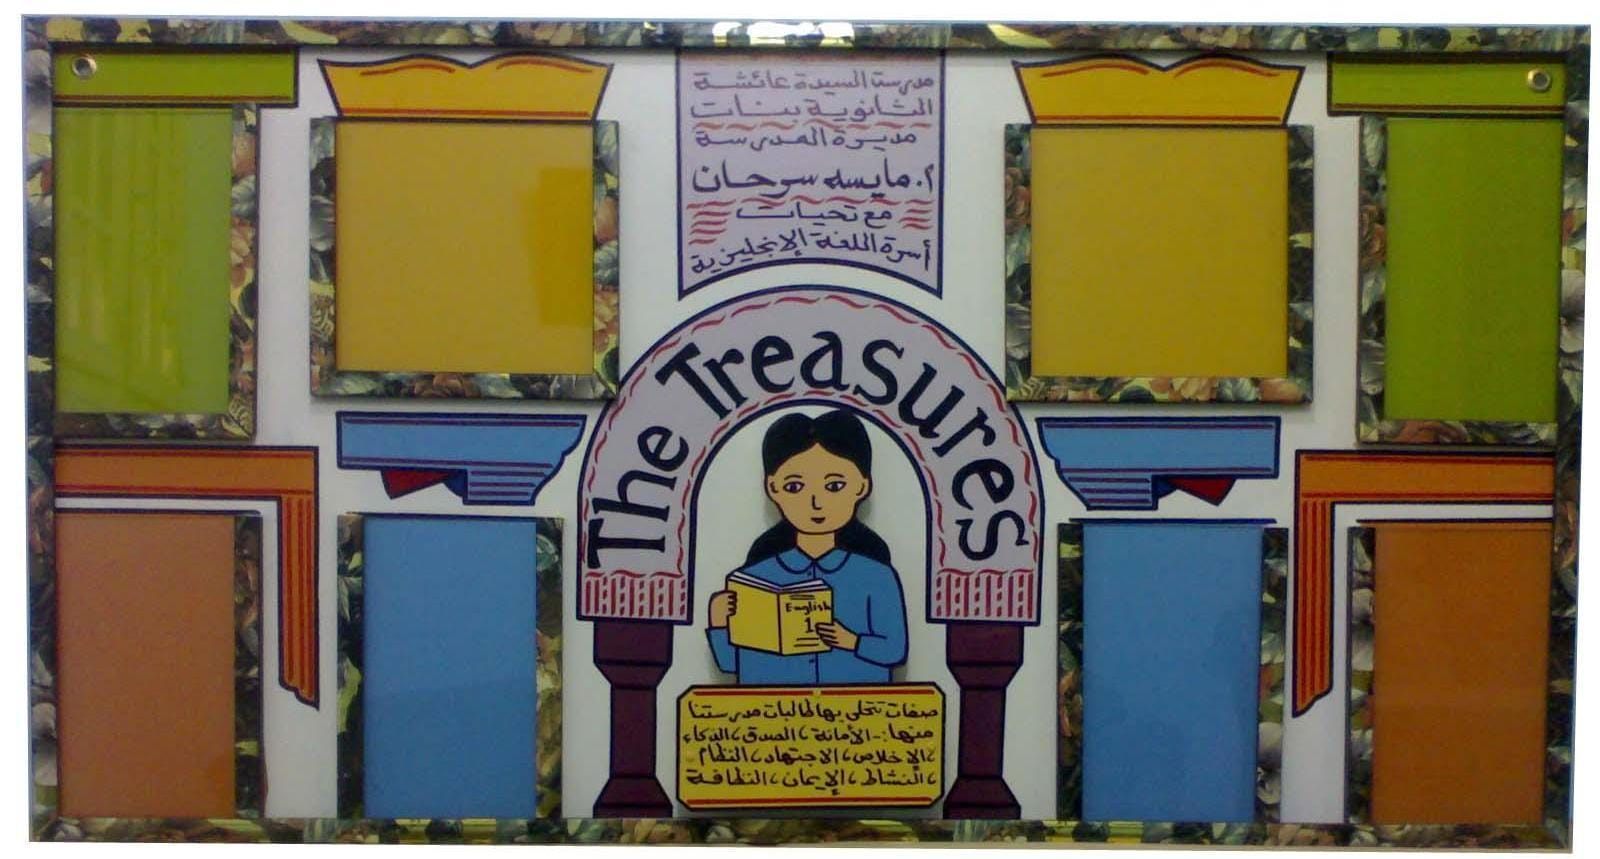 مدرسة السيدة عائشة
الثانوية بنات
مديرة المدرسة
أ. مايسه سرحان
مع تحيات
أسرة اللغة الإنجليزية
The Treasures
English
1
صفات تتحلى بها طالبات مدرستنا
منها:- الأمانة، الصدق، الذكاء
، الإخلاص، الاجتهاد، النظام
، النشاط، الإيمان، النظافة